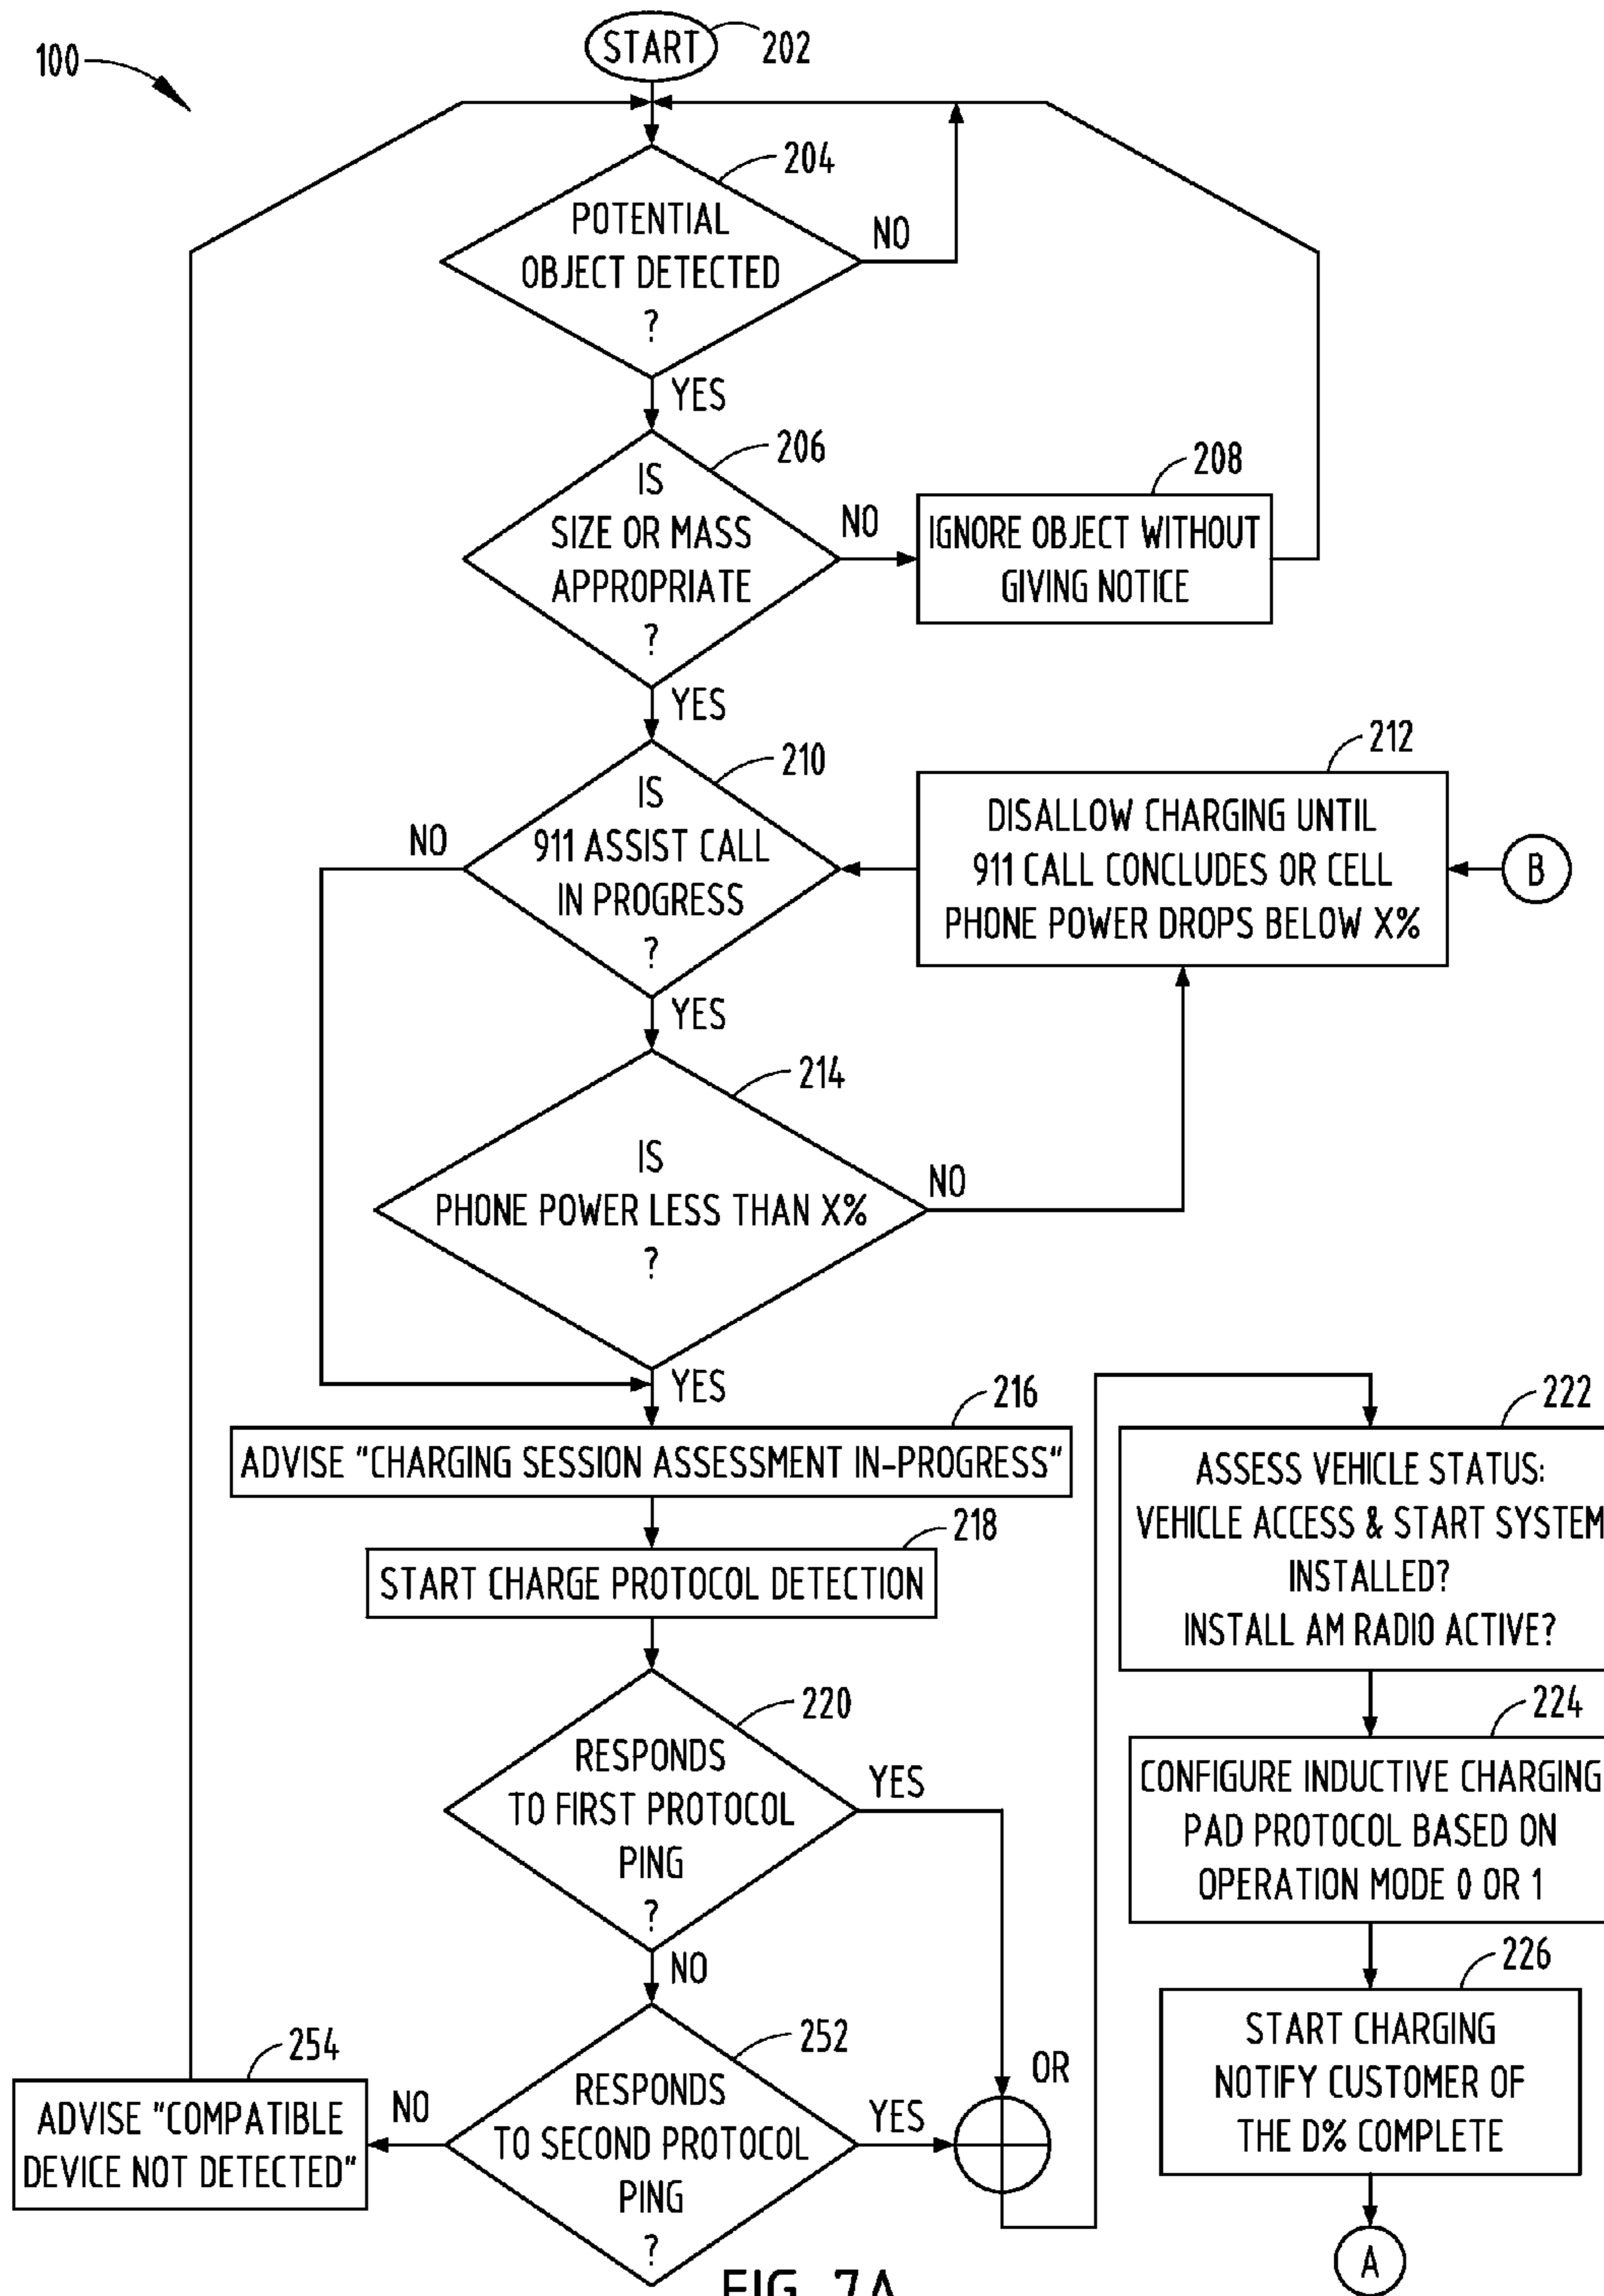 100
START
202
204
POTENTIAL
OBJECT DETECTED
?
NO
YES
206
IS
SIZE OR MASS
APPROPRIATE
?
NO
208
IGNORE OBJECT WITHOUT
GIVING NOTICE
YES
210
IS
911 ASSIST CALL
IN PROGRESS
?
NO
212
DISALLOW CHARGING UNTIL
911 CALL CONCLUDES OR CELL
PHONE POWER DROPS BELOW X%
B
YES
214
IS
PHONE POWER LESS THAN X%
?
NO
YES
216
ADVISE "CHARGING SESSION ASSESSMENT IN-PROGRESS"
218
START CHARGE PROTOCOL DETECTION
220
RESPONDS
TO FIRST PROTOCOL
PING
?
YES
NO
252
RESPONDS
TO SECOND PROTOCOL
PING
?
YES
OR
NO
254
ADVISE "COMPATIBLE
DEVICE NOT DETECTED"
222
ASSESS VEHICLE STATUS:
VEHICLE ACCESS & START SYSTEM
INSTALLED?
INSTALL AM RADIO ACTIVE?
224
CONFIGURE INDUCTIVE CHARGING
PAD PROTOCOL BASED ON
OPERATION MODE 0 OR 1
226
START CHARGING
NOTIFY CUSTOMER OF
THE D% COMPLETE
A
FIG. 7A